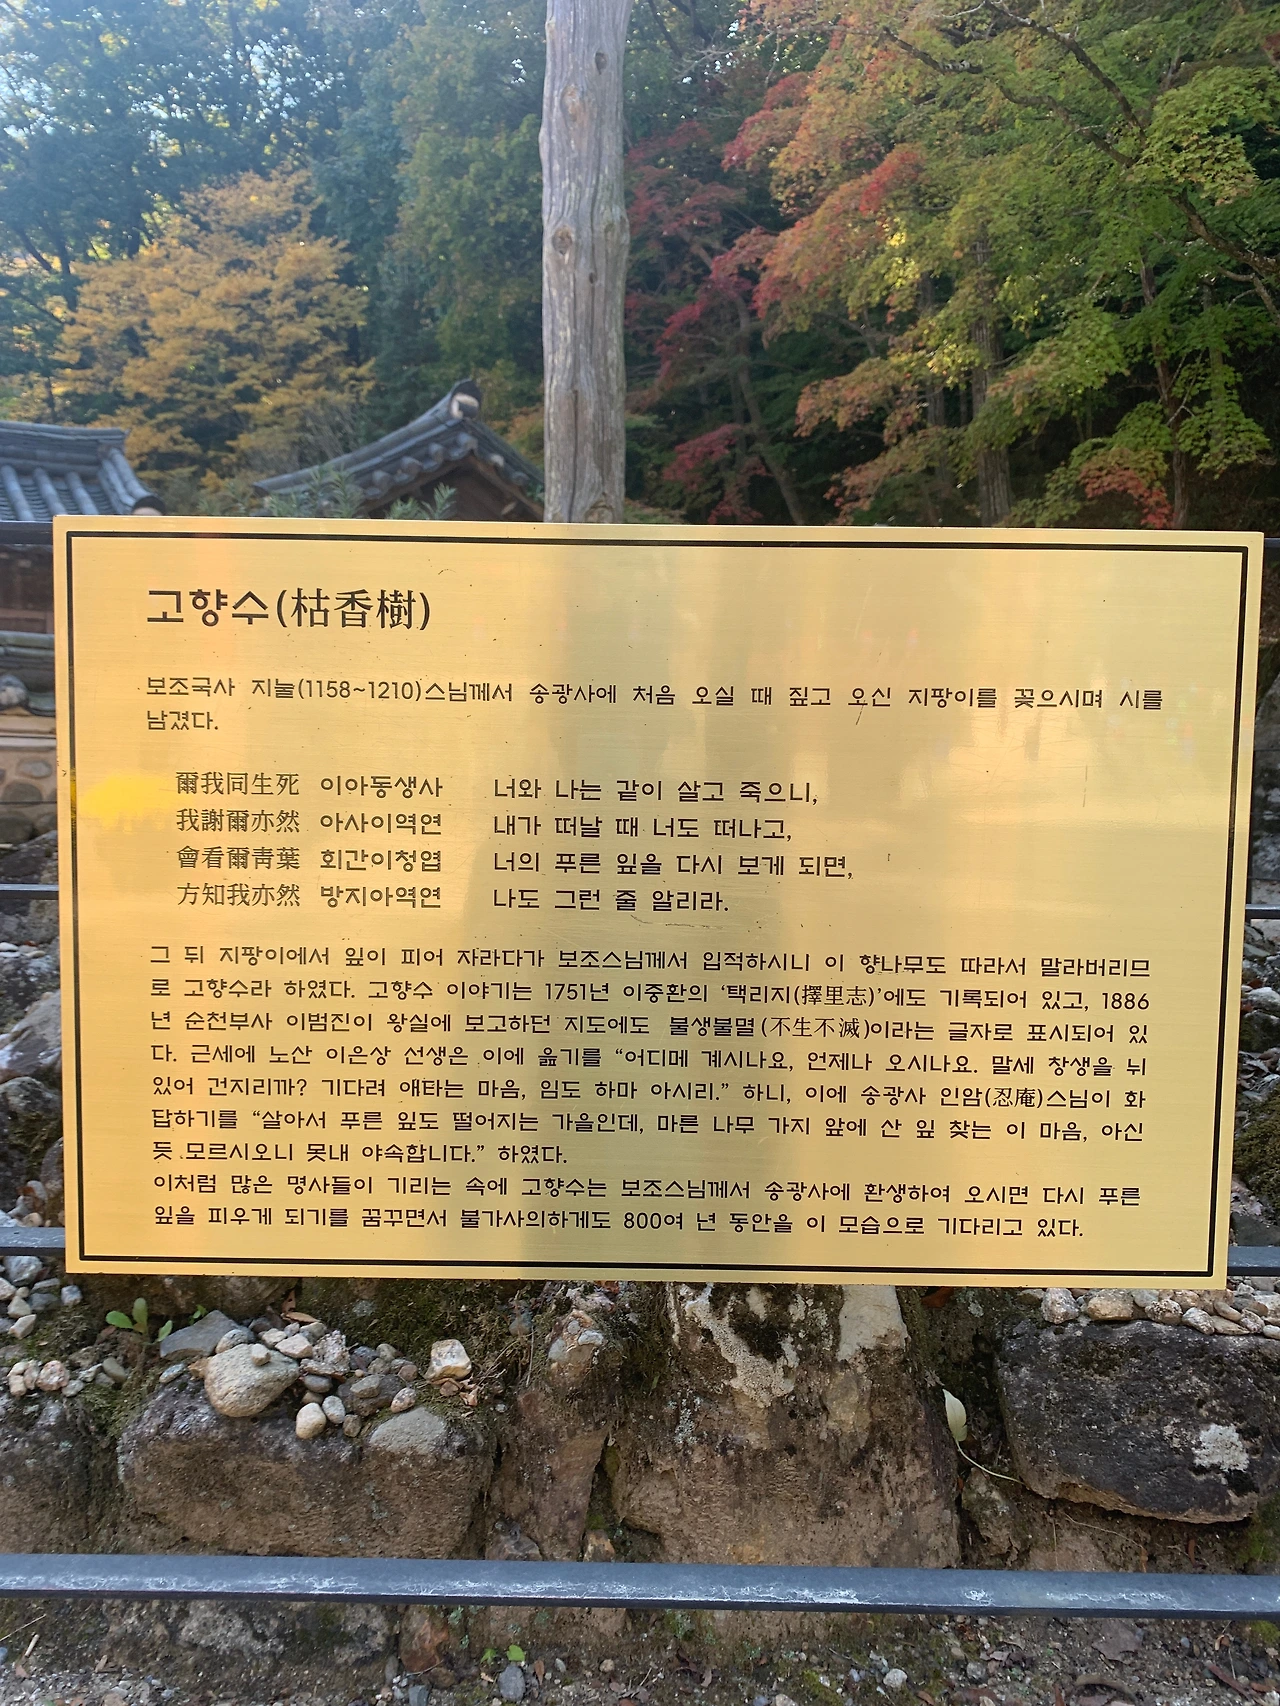 고향수(枯香樹)
보조국사 지눌(1158~1210)스님께서 송광사에 처음 오실 때 짚고 오신 지팡이를 꽂으시며 시를
남겼다.
爾我同生死 이아동생사 너와 나는 같이 살고 죽으니,
我謝爾亦然 아사이역연 내가 떠날 때 너도 떠나고,
會看爾靑葉 회간이청엽 너의 푸른 잎을 다시 보게 되면,
方知我亦然 방지아역연 나도 그런 줄 알리라.
그 뒤 지팡이에서 잎이 피어 자라다가 보조스님께서 입적하시니 이 향나무도 따라서 말라버리므
로 고향수라 하였다. 고향수 이야기는 1751년 이중환의 ‘택리지(擇里志)’에도 기록되어 있고, 1886
년 순천부사 이범진이 왕실에 보고하던 지도에도 불생불멸(不生不滅)이라는 글자로 표시되어 있
다. 근세에 노산 이은상 선생은 이에 읊기를 “어디메 계시나요, 언제나 오시나요. 말세 창생을 뉘
있어 건지리까? 기다려 애타는 마음, 임도 하마 아시리.” 하니, 이에 송광사 인암(忍庵)스님이 화
답하기를 “살아서 푸른 잎도 떨어지는 가을인데, 마른 나무 가지 앞에 산 잎 찾는 이 마음, 아신
듯 모르시오니 못내 야속합니다.” 하였다.
이처럼 많은 명사들이 기리는 속에 고향수는 보조스님께서 송광사에 환생하여 오시면 다시 푸른
잎을 피우게 되기를 꿈꾸면서 불가사의하게도 800여 년 동안을 이 모습으로 기다리고 있다.